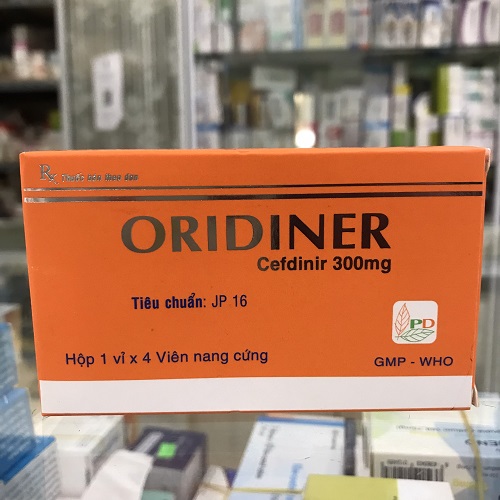 Rx Thuốc bán theo đơn
ORIDINER
Cefdinir 300mg
Tiêu chuẩn: JP 16
PD
Hộp 1 vỉ x 4 Viên nang cứng
GMP - WHO